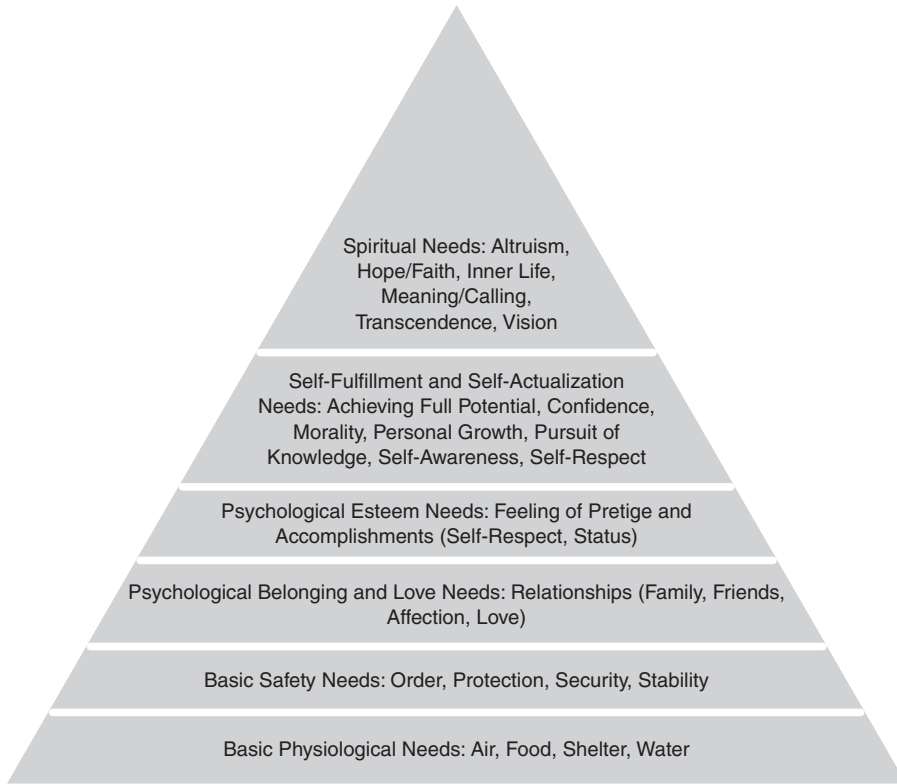 Spiritual Needs: Altruism,
Hope/Faith, Inner Life,
Meaning/Calling,
Transcendence, Vision
Self-Fulfillment and Self-Actualization
Needs: Achieving Full Potential, Confidence,
Morality, Personal Growth, Pursuit of
Knowledge, Self-Awareness, Self-Respect
Psychological Esteem Needs: Feeling of Pretige and
Accomplishments (Self-Respect, Status)
Psychological Belonging and Love Needs: Relationships (Family, Friends,
Affection, Love)
Basic Safety Needs: Order, Protection, Security, Stability
Basic Physiological Needs: Air, Food, Shelter, Water